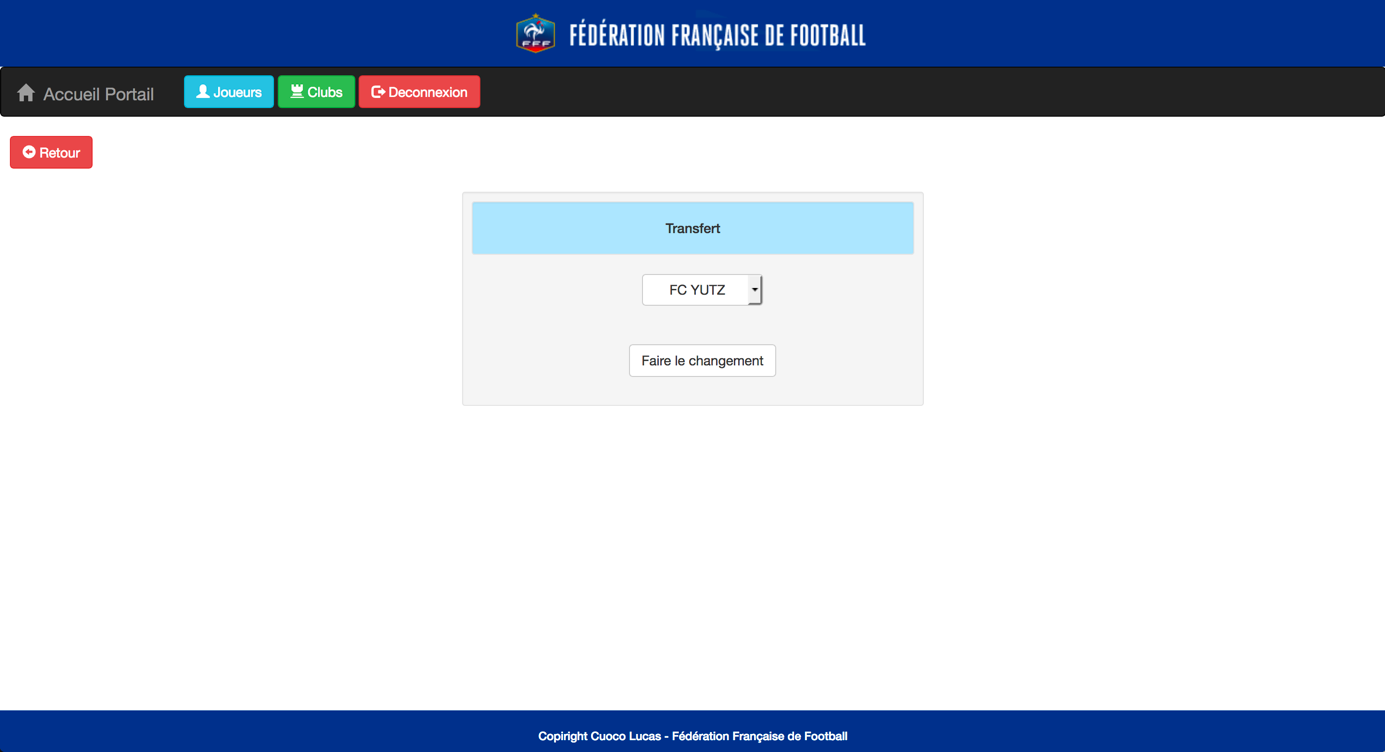 FFF
FÉDÉRATION FRANÇAISE DE FOOTBALL
Accueil Portail Joueurs Clubs Deconnexion
Retour
Transfert
FC YUTZ
Faire le changement
Copiright Cuoco Lucas - Fédération Française de Football